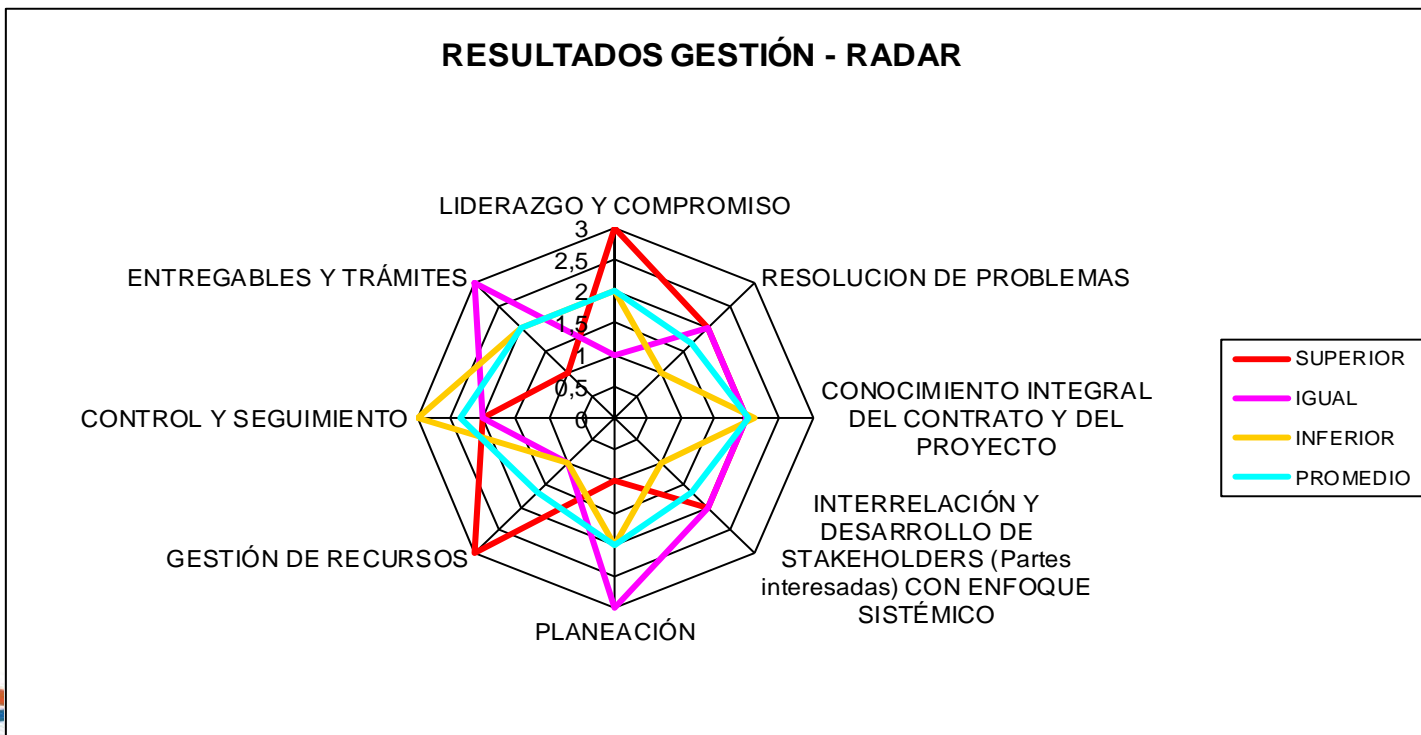 RESULTADOS GESTIÓN - RADAR
LIDERAZGO Y COMPROMISO
3
2,5
2
1,5
1
0,5
0
RESOLUCION DE PROBLEMAS
CONOCIMIENTO INTEGRAL
DEL CONTRATO Y DEL
PROYECTO
INTERRELACIÓN Y
DESARROLLO DE
STAKEHOLDERS (Partes
interesadas) CON ENFOQUE
SISTÉMICO
PLANEACIÓN
GESTIÓN DE RECURSOS
CONTROL Y SEGUIMIENTO
ENTREGABLES Y TRÁMITES
SUPERIOR
IGUAL
INFERIOR
PROMEDIO